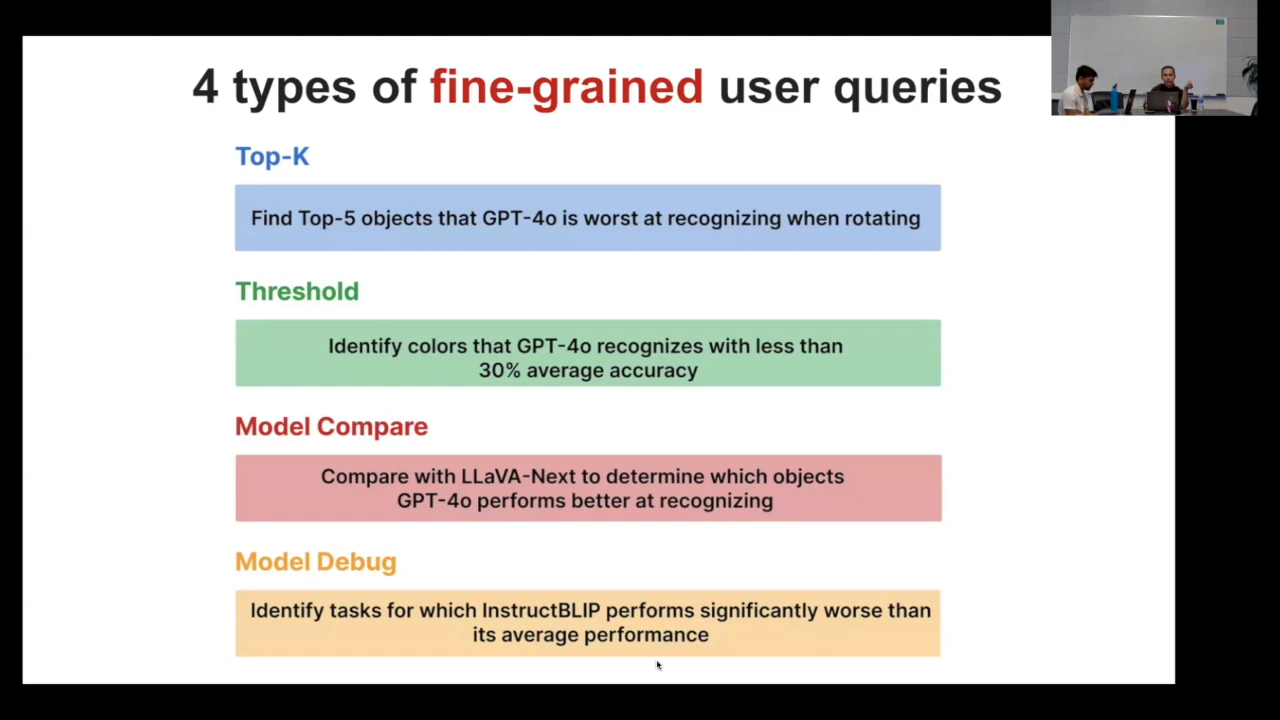 4 types of fine-grained user queries
Top-K
Find Top-5 objects that GPT-4o is worst at recognizing when rotating
Threshold
Identify colors that GPT-4o recognizes with less than
30% average accuracy
Model Compare
Compare with LLaVA-Next to determine which objects
GPT-4o performs better at recognizing
Model Debug
Identify tasks for which InstructBLIP performs significantly worse than
its average performance